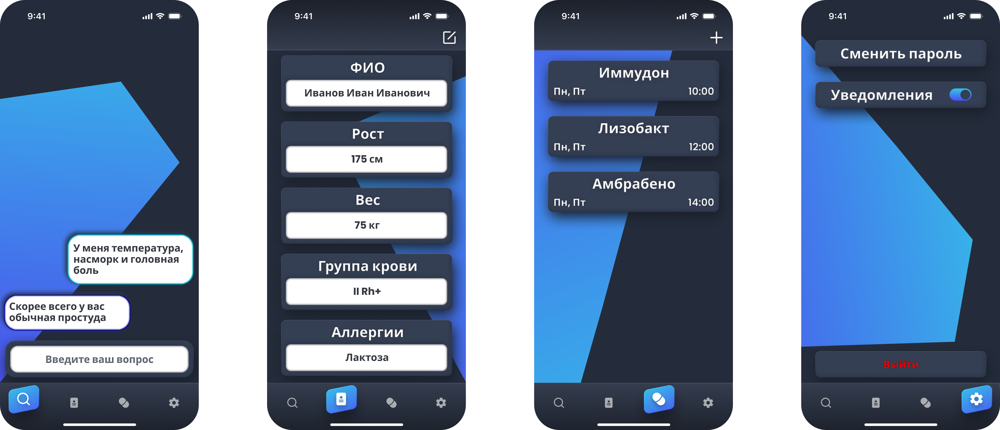 9:41
У меня температура,
насморк и головная
боль
Скорее всего у вас
обычная простуда
Введите ваш вопрос
9:41
ФИО
Иванов Иван Иванович
Рост
175 см
Вес
75 кг
Группа крови
II Rh+
Аллергии
Лактоза
9:41
Иммудон
Пн, Пт 10:00
Лизобакт
Пн, Пт 12:00
Амбрабено
Пн, Пт 14:00
9:41
Сменить пароль
Уведомления
Выйти